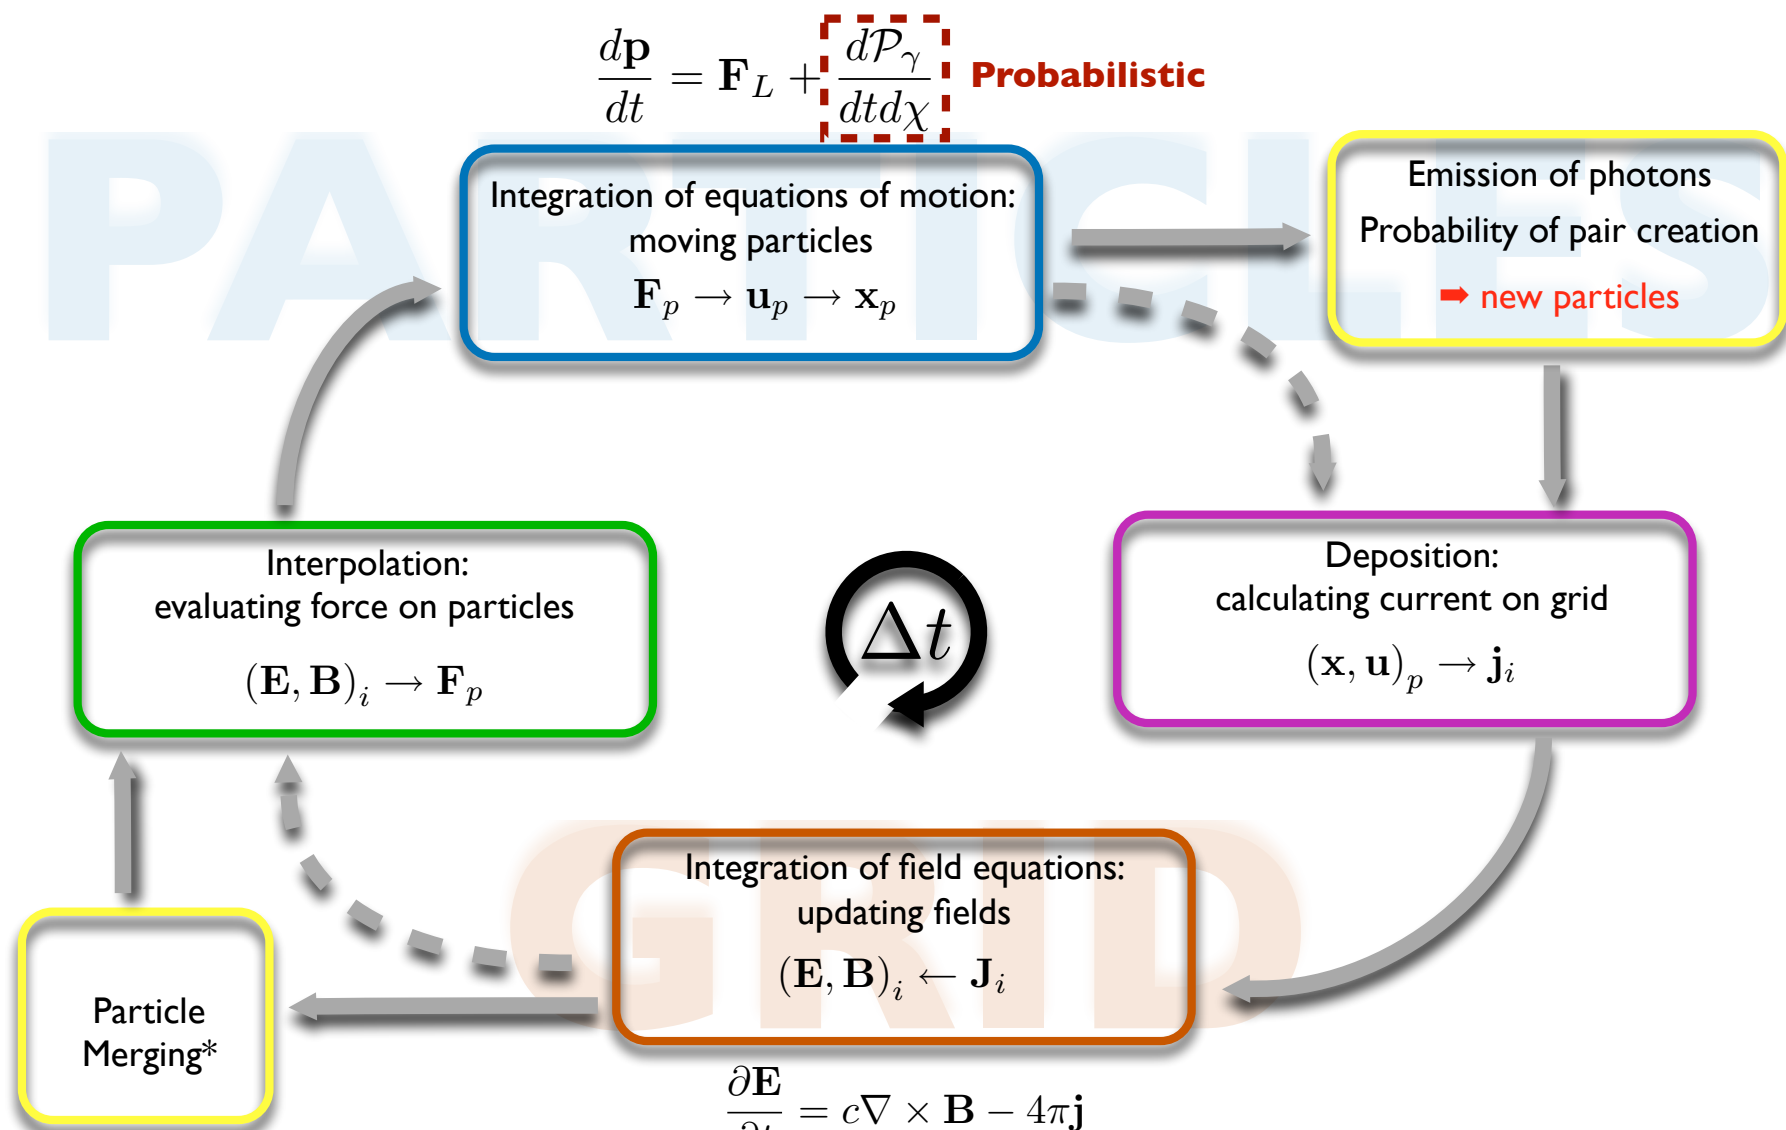 PARTICLES
GRID
d𝐩/dt = 𝐅_L + d𝒫_γ/dtdχ Probabilistic
Integration of equations of motion:
moving particles
𝐅_p → 𝐮_p → 𝐱_p
Emission of photons
Probability of pair creation
➡ new particles
Interpolation:
evaluating force on particles
(𝐄, 𝐁)_i → 𝐅_p
Δt
Deposition:
calculating current on grid
(𝐱, 𝐮)_p → 𝐣_i
Integration of field equations:
updating fields
(𝐄, 𝐁)_i ← 𝐉_i
Particle
Merging*
∂𝐄/∂t = c∇ × 𝐁 − 4π𝐣